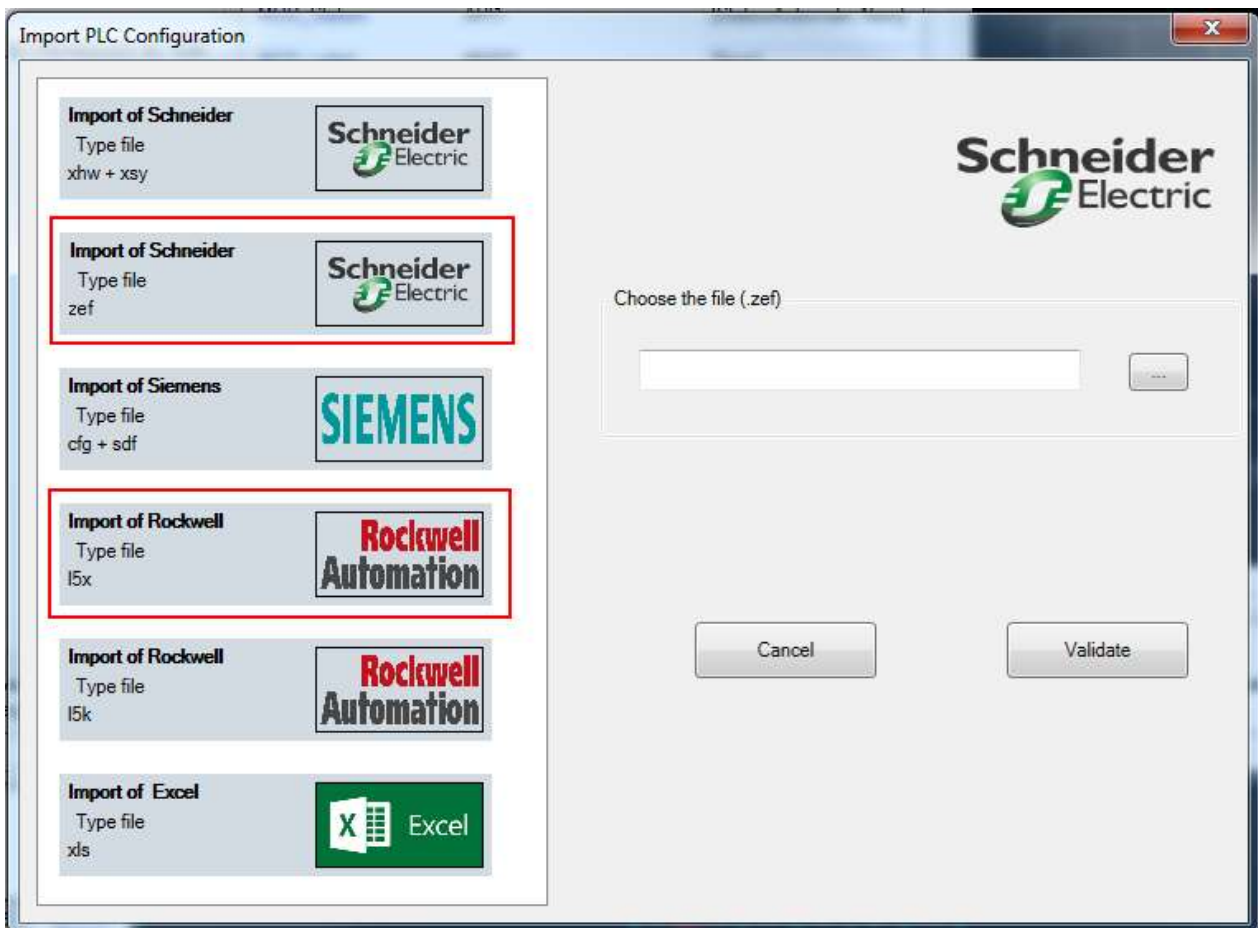 Import PLC Configuration
Import of Schneider
Type file
xhw + xsy
Schneider
Electric
Import of Schneider
Type file
zef
Schneider
Electric
Import of Siemens
Type file
cfg + sdf
SIEMENS
Import of Rockwell
Type file
l5x
Rockwell
Automation
Import of Rockwell
Type file
l5k
Rockwell
Automation
Import of Excel
Type file
xls
X Excel
Schneider
Electric
Choose the file (.zef)
...
Cancel
Validate